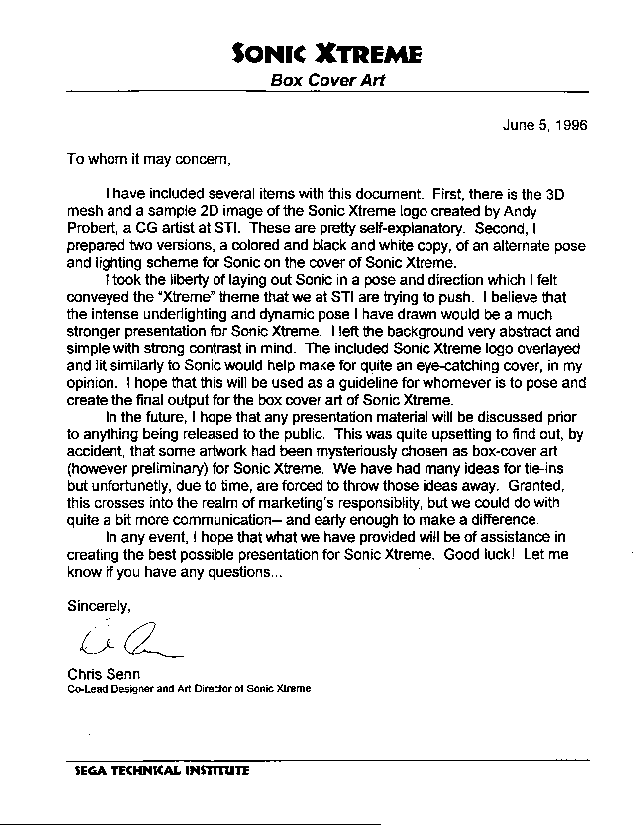 SONIC XTREME
Box Cover Art
June 5, 1996
To whom it may concern,
I have included several items with this document. First, there is the 3D
mesh and a sample 2D image of the Sonic Xtreme logo created by Andy
Probert, a CG artist at STI. These are pretty self-explanatory. Second, I
prepared two versions, a colored and black and white copy, of an alternate pose
and lighting scheme for Sonic on the cover of Sonic Xtreme.
I took the liberty of laying out Sonic in a pose and direction which I felt
conveyed the "Xtreme" theme that we at STI are trying to push. I believe that
the intense underlighting and dynamic pose I have drawn would be a much
stronger presentation for Sonic Xtreme. I left the background very abstract and
simple with strong contrast in mind. The included Sonic Xtreme logo overlayed
and lit similarly to Sonic would help make for quite an eye-catching cover, in my
opinion. I hope that this will be used as a guideline for whomever is to pose and
create the final output for the box cover art of Sonic Xtreme.
In the future, I hope that any presentation material will be discussed prior
to anything being released to the public. This was quite upsetting to find out, by
accident, that some artwork had been mysteriously chosen as box-cover art
(however preliminary) for Sonic Xtreme. We have had many ideas for tie-ins
but unfortunetly, due to time, are forced to throw those ideas away. Granted,
this crosses into the realm of marketing's responsiblity, but we could do with
quite a bit more communication-- and early enough to make a difference.
In any event, I hope that what we have provided will be of assistance in
creating the best possible presentation for Sonic Xtreme. Good luck! Let me
know if you have any questions...
Sincerely,
Chris Senn
Co-Lead Designer and Art Director of Sonic Xtreme
SEGA TECHNICAL INSTITUTE